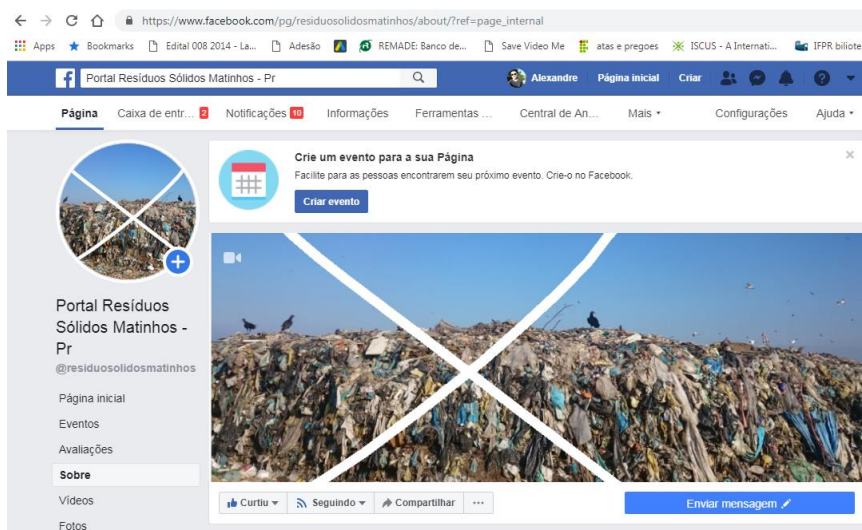 https://www.facebook.com/pg/residuosolidosmatinhos/about/?ref=page_internal
Apps Bookmarks Edital 008 2014 - La... Adesão REMADE: Banco de... Save Video Me atas e pregoes ISCUS - A Internati... IFPR biliote
Portal Resíduos Sólidos Matinhos - Pr Alexandre Página inicial Criar
Página Caixa de entr... 2 Notificações 10 Informações Ferramentas ... Central de An... Mais Configurações Ajuda
Crie um evento para a sua Página
Facilite para as pessoas encontrarem seu próximo evento. Crie-o no Facebook.
Criar evento
Portal Resíduos
Sólidos Matinhos -
Pr
@residuosolidosmatinhos
Página inicial
Eventos
Avaliações
Sobre
Vídeos
Fotos
Curtiu Seguindo Compartilhar ... Enviar mensagem